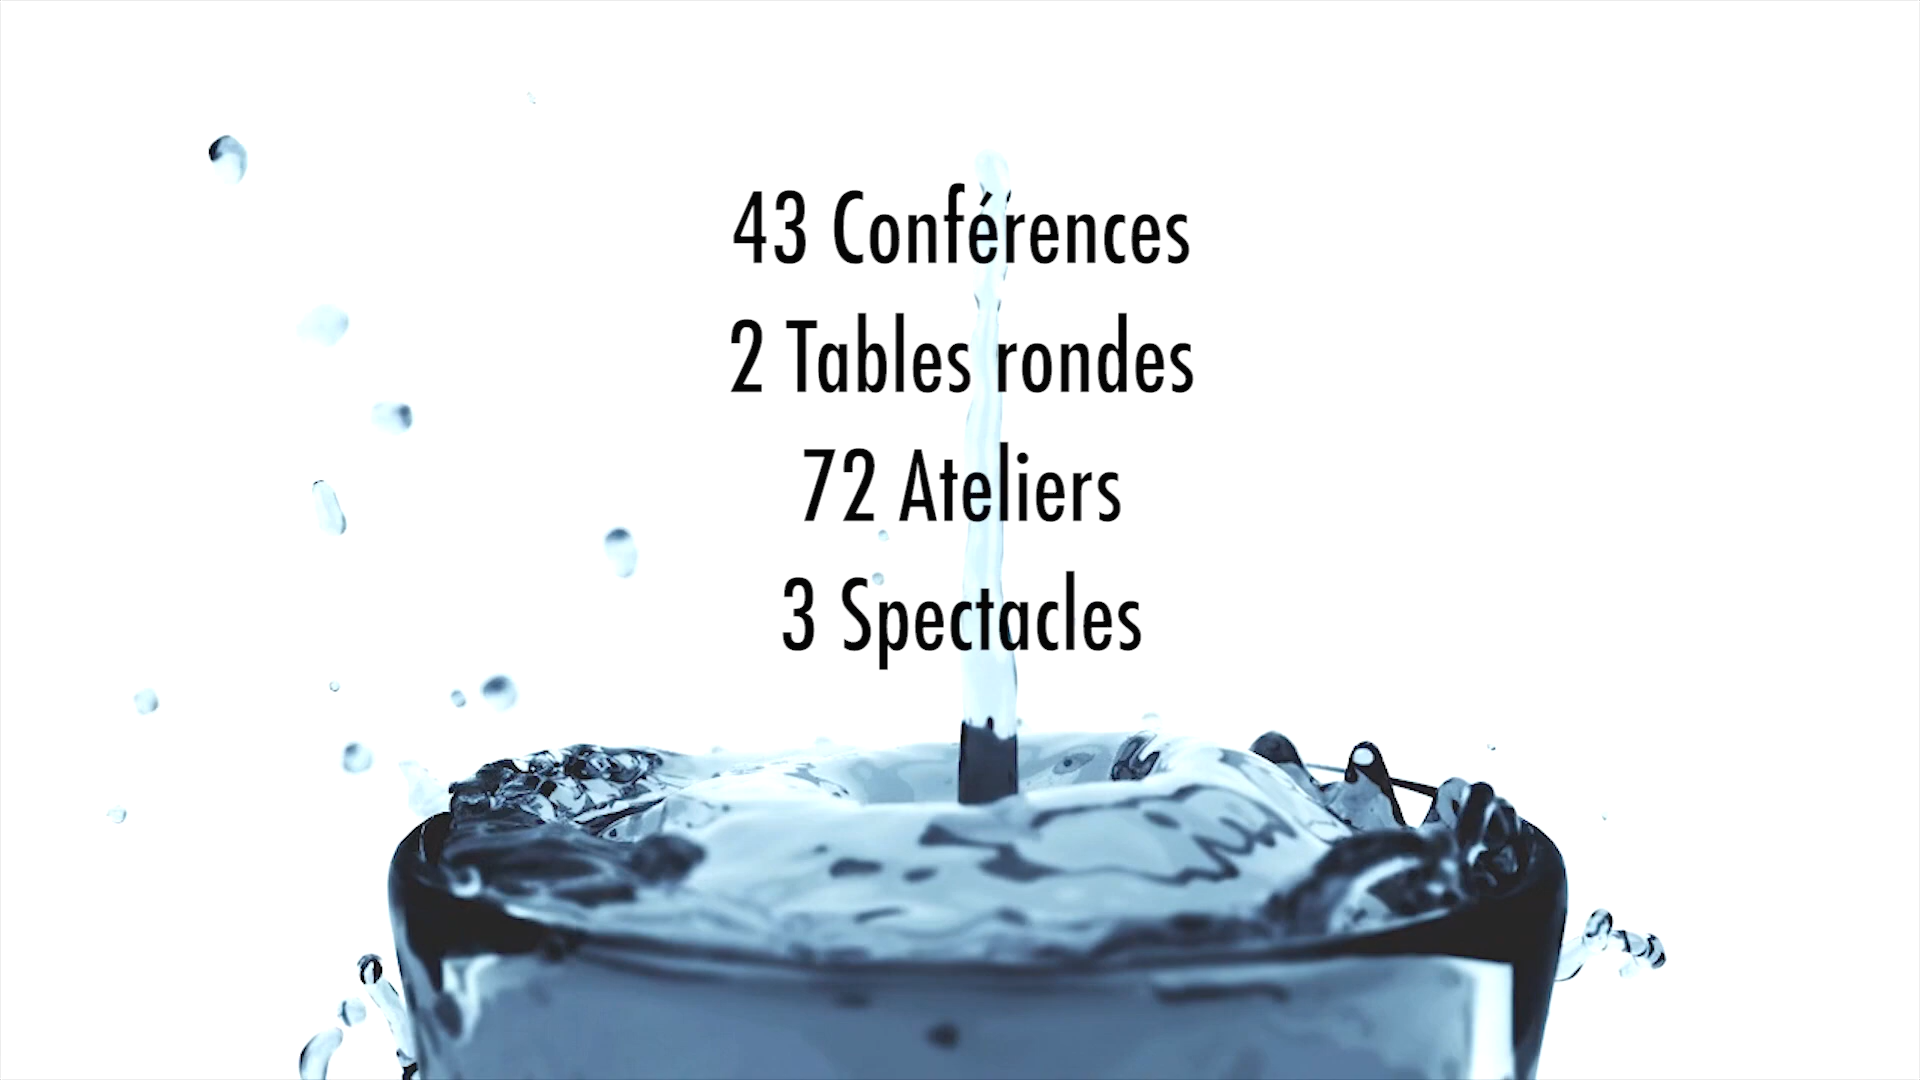 43 Conférences
2 Tables rondes
72 Ateliers
3 Spectacles